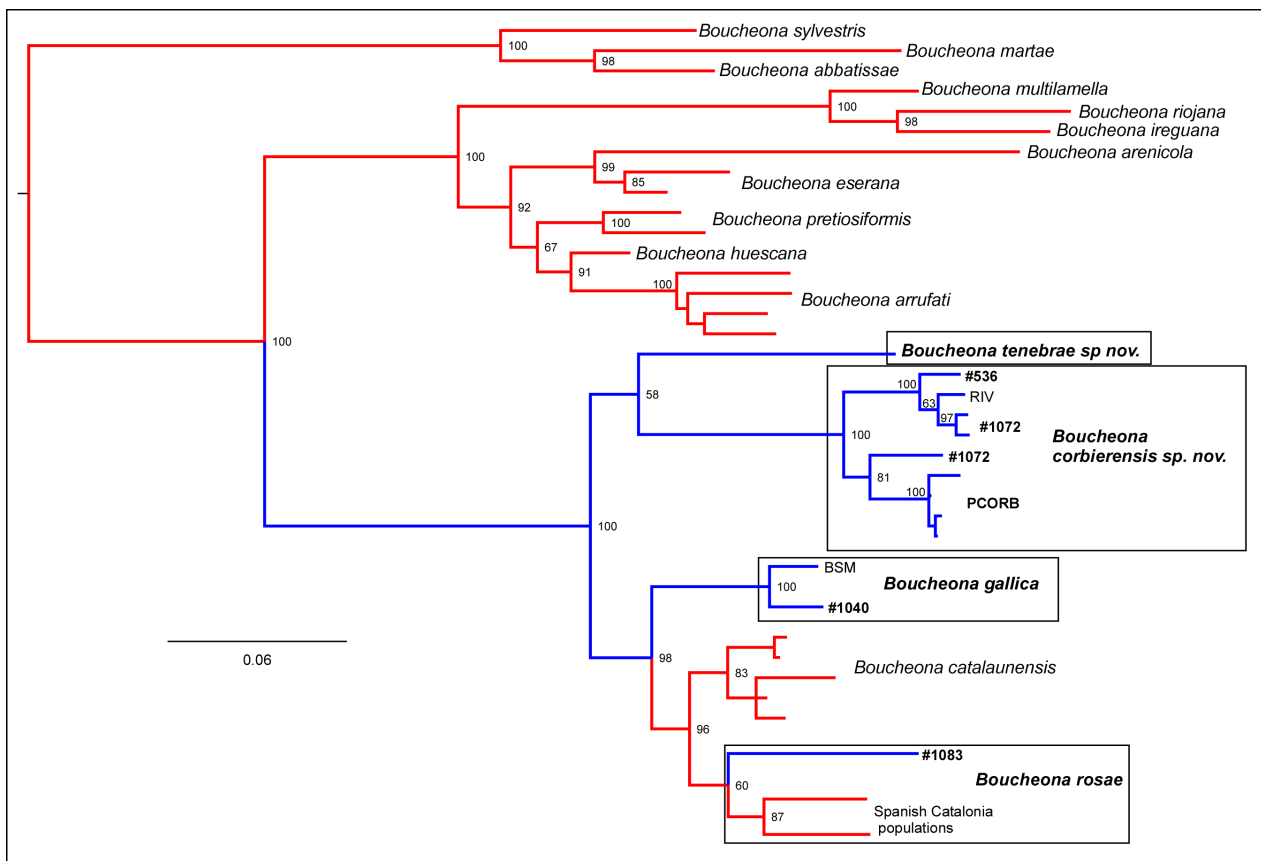 Boucheona sylvestris
100
Boucheona martae
98
Boucheona abbatissae
Boucheona multilamella
100
Boucheona riojana
98
Boucheona ireguana
100
Boucheona arenicola
99
85
Boucheona eserana
92
Boucheona pretiosiformis
100
67
Boucheona huescana
91
100
Boucheona arrufati
100
Boucheona tenebrae sp nov.
58
#536
100
RIV
63
97
#1072
100
Boucheona
corbierensis sp. nov.
#1072
81
100
PCORB
100
BSM
100
Boucheona gallica
#1040
0.06
98
83
Boucheona catalaunensis
96
#1083
60
Boucheona rosae
87
Spanish Catalonia
populations